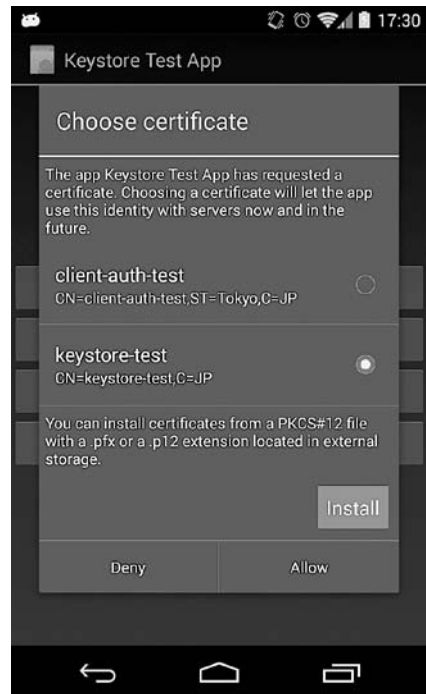 17:30
Keystore Test App
Choose certificate
The app Keystore Test App has requested a
certificate. Choosing a certificate will let the app
use this identity with servers now and in the
future.
client-auth-test
CN=client-auth-test,ST=Tokyo,C=JP
keystore-test
CN=keystore-test,C=JP
You can install certificates from a PKCS#12 file
with a .pfx or a .p12 extension located in external
storage.
Install
Deny
Allow